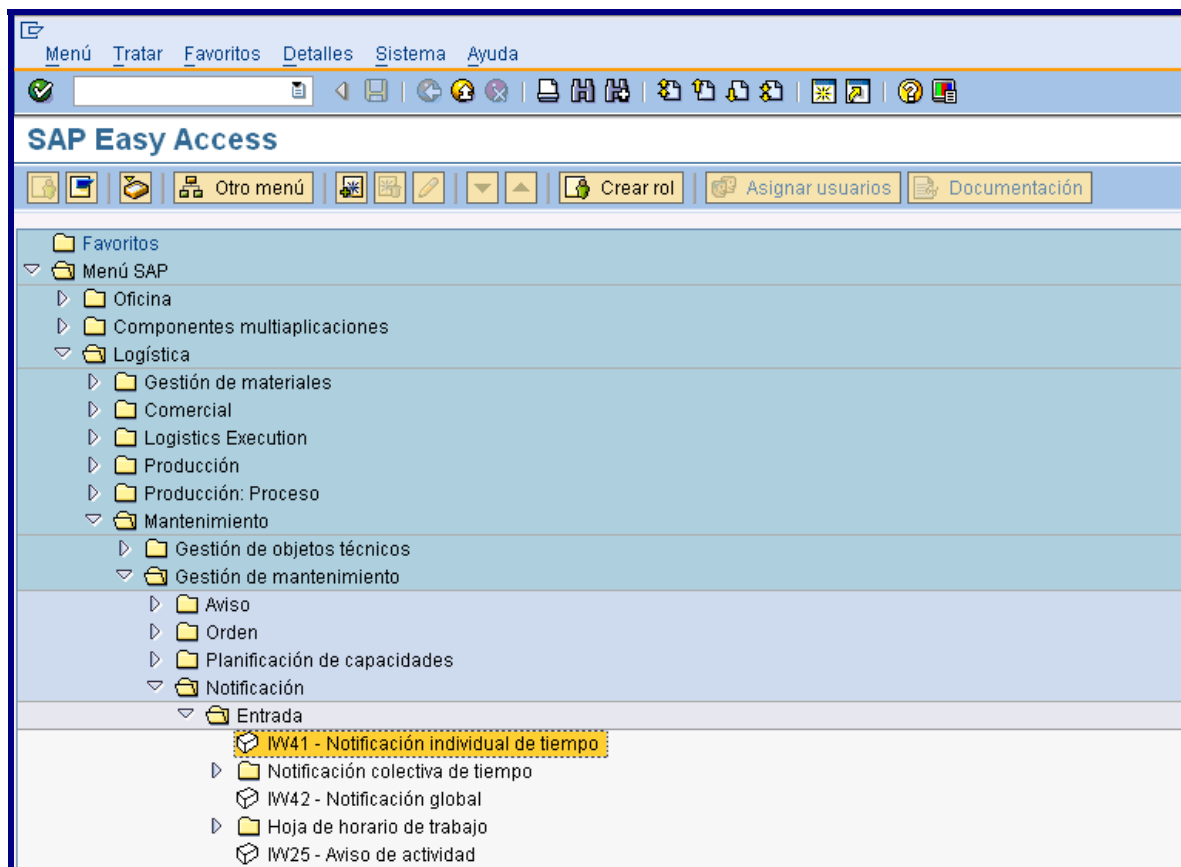 Menú Tratar Favoritos Detalles Sistema Ayuda
SAP Easy Access
Otro menú Crear rol Asignar usuarios Documentación
Favoritos
Menú SAP
Oficina
Componentes multiaplicaciones
Logística
Gestión de materiales
Comercial
Logistics Execution
Producción
Producción: Proceso
Mantenimiento
Gestión de objetos técnicos
Gestión de mantenimiento
Aviso
Orden
Planificación de capacidades
Notificación
Entrada
IW41 - Notificación individual de tiempo
Notificación colectiva de tiempo
IW42 - Notificación global
Hoja de horario de trabajo
IW25 - Aviso de actividad